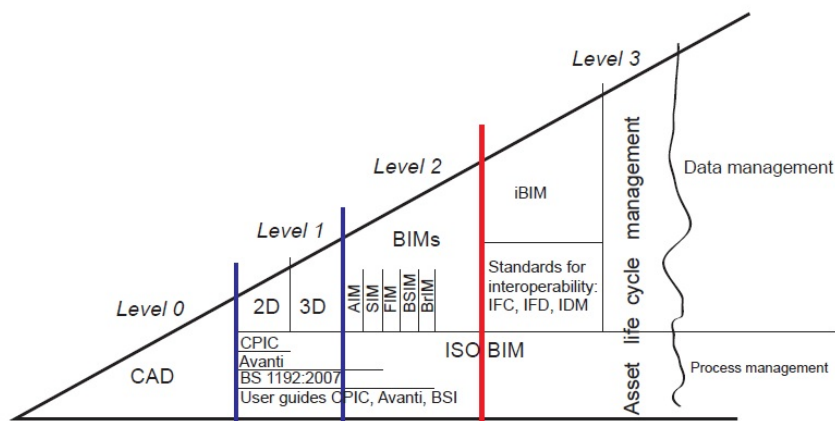 Level 3
Level 2
Level 1
Level 0
Data management
iBIM
BIMs
Standards for
interoperability:
IFC, IFD, IDM
2D
3D
AIM
SIM
FIM
BSIM
BrIM
Asset life cycle management
CAD
CPIC
Avanti
BS 1192:2007
User guides CPIC, Avanti, BSI
ISO BIM
Process management